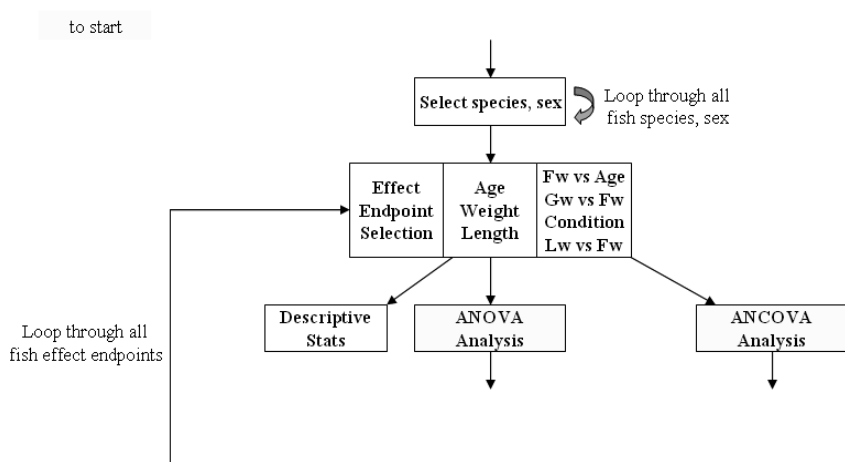 to start
Select species, sex
Loop through all
fish species, sex
Effect
Endpoint
Selection
Age
Weight
Length
Fw vs Age
Gw vs Fw
Condition
Lw vs Fw
Descriptive
Stats
ANOVA
Analysis
ANCOVA
Analysis
Loop through all
fish effect endpoints